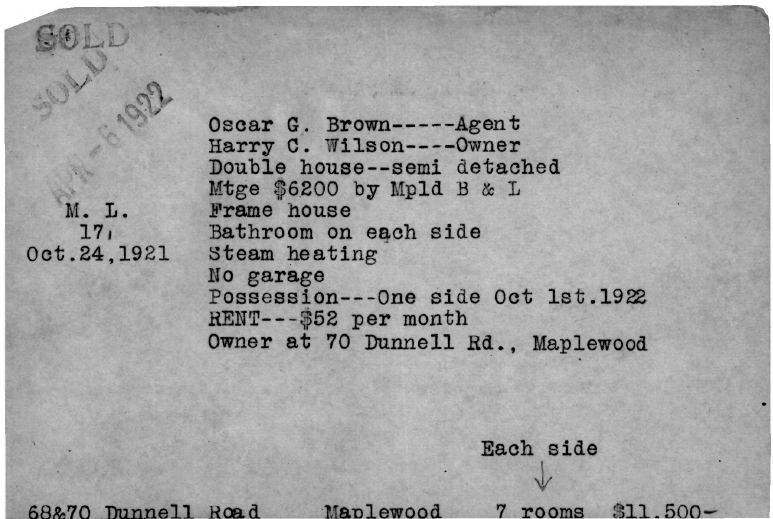 SOLD
SOLD
APR -6 1922
Oscar G. Brown-----Agent
Harry C. Wilson----Owner
Double house--semi detached
Mtge $6200 by Mpld B & L
M. L. Frame house
17, Bathroom on each side
Oct.24,1921 Steam heating
No garage
Possession---One side Oct 1st.1922
RENT---$52 per month
Owner at 70 Dunnell Rd., Maplewood
Each side
68&70 Dunnell Road Maplewood 7 rooms $11,500-